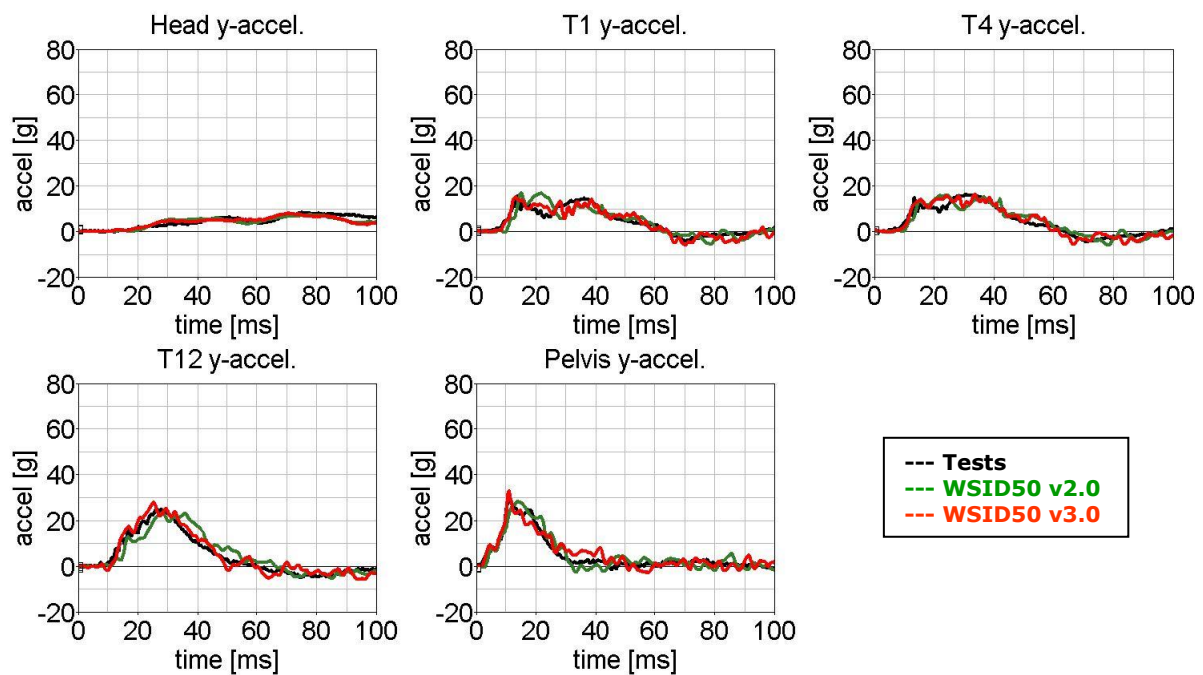 Head y-accel.
80
60
40
20
0
-20
accel [g]
0 20 40 60 80 100
time [ms]
T1 y-accel.
80
60
40
20
0
-20
accel [g]
0 20 40 60 80 100
time [ms]
T4 y-accel.
80
60
40
20
0
-20
accel [g]
0 20 40 60 80 100
time [ms]
T12 y-accel.
80
60
40
20
0
-20
accel [g]
0 20 40 60 80 100
time [ms]
Pelvis y-accel.
80
60
40
20
0
-20
accel [g]
0 20 40 60 80 100
time [ms]
--- Tests
--- WSID50 v2.0
--- WSID50 v3.0